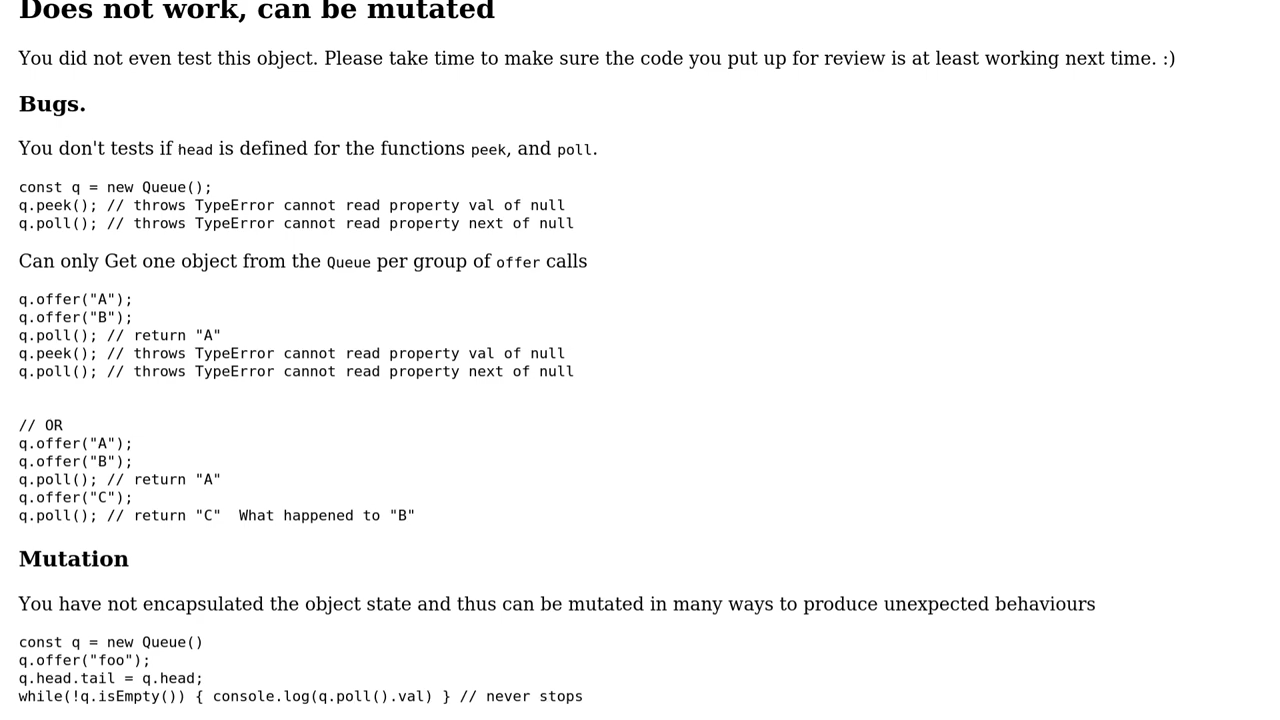 Does not work, can be mutated
You did not even test this object. Please take time to make sure the code you put up for review is at least working next time. :)
Bugs.
You don't tests if head is defined for the functions peek, and poll.
const q = new Queue();
q.peek(); // throws TypeError cannot read property val of null
q.poll(); // throws TypeError cannot read property next of null
Can only Get one object from the Queue per group of offer calls
q.offer("A");
q.offer("B");
q.poll(); // return "A"
q.peek(); // throws TypeError cannot read property val of null
q.poll(); // throws TypeError cannot read property next of null
// OR
q.offer("A");
q.offer("B");
q.poll(); // return "A"
q.offer("C");
q.poll(); // return "C"  What happened to "B"
Mutation
You have not encapsulated the object state and thus can be mutated in many ways to produce unexpected behaviours
const q = new Queue()
q.offer("foo");
q.head.tail = q.head;
while(!q.isEmpty()) { console.log(q.poll().val) } // never stops